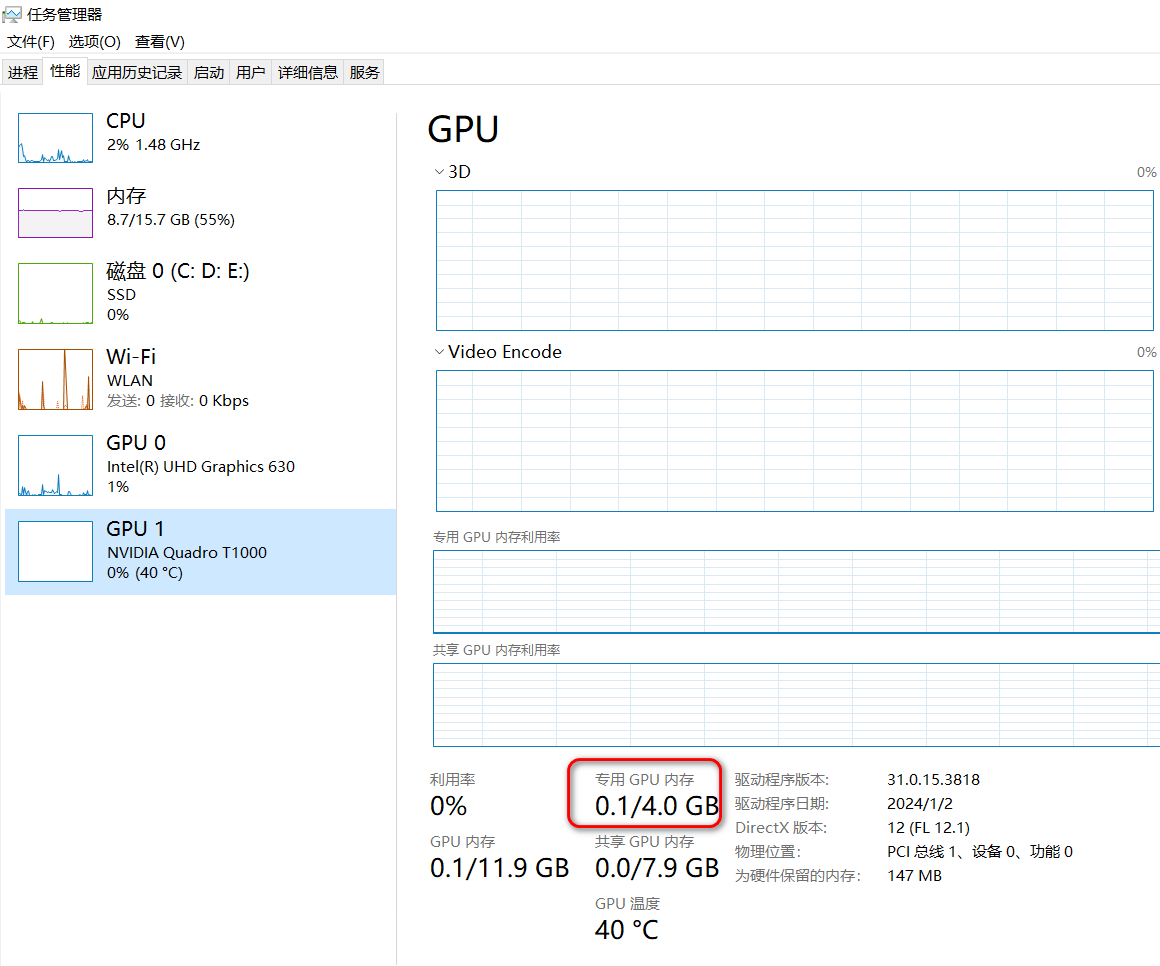 任务管理器
文件(F) 选项(O) 查看(V)
进程 性能 应用历史记录 启动 用户 详细信息 服务
CPU
2% 1.48 GHz
内存
8.7/15.7 GB (55%)
磁盘 0 (C: D: E:)
SSD
0%
Wi-Fi
WLAN
发送: 0 接收: 0 Kbps
GPU 0
Intel(R) UHD Graphics 630
1%
GPU 1
NVIDIA Quadro T1000
0% (40 °C)
GPU
3D 0%
Video Encode 0%
专用 GPU 内存利用率
共享 GPU 内存利用率
利用率
0%
GPU 内存
0.1/11.9 GB
专用 GPU 内存
0.1/4.0 GB
共享 GPU 内存
0.0/7.9 GB
GPU 温度
40 °C
驱动程序版本: 31.0.15.3818
驱动程序日期: 2024/1/2
DirectX 版本: 12 (FL 12.1)
物理位置: PCI 总线 1、设备 0、功能 0
为硬件保留的内存: 147 MB